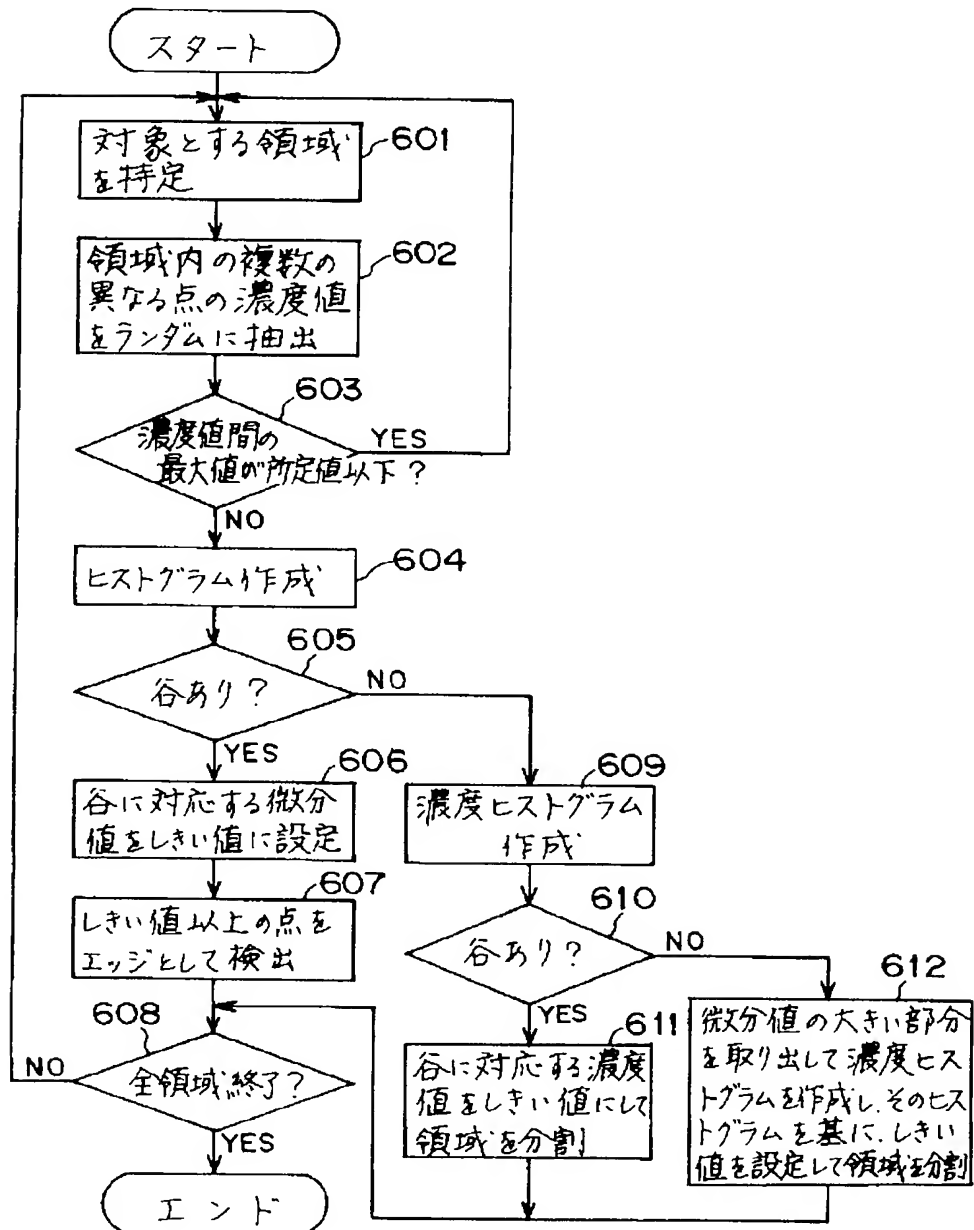 スタート
対象とする領域
を特定
601
領域内の複数の
異なる点の濃度値
をランダムに抽出
602
603
濃度値間の
最大値が所定値以下?
YES
NO
ヒストグラム作成
604
605
谷あり?
NO
YES
606
谷に対応する微分
値をしきい値に設定
607
しきい値以上の点を
エッジとして検出
608
全領域終了?
NO
YES
エンド
609
濃度ヒストグラム
作成
610
谷あり?
NO
YES
611
谷に対応する濃度
値をしきい値にして
領域を分割
612
微分値の大きい部分
を取り出して濃度ヒス
トグラムを作成し、そのヒス
トグラムを基に、しきい
値を設定して領域を分割